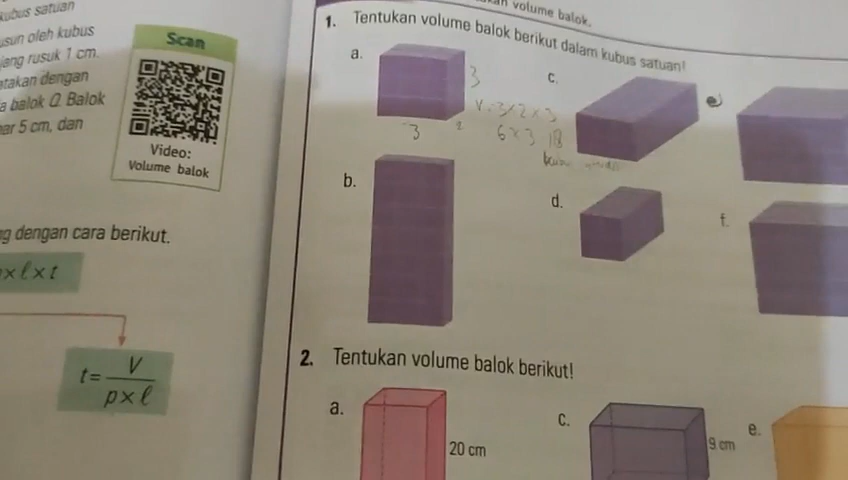 kubus satuan
usun oleh kubus
jang rusuk 1 cm.
atakan dengan
a balok Q. Balok
ar 5 cm, dan
Scan
Video:
Volume balok
g dengan cara berikut.
× ℓ × t
t = V / p × ℓ
volume balok.
1. Tentukan volume balok berikut dalam kubus satuan!
a.
3
3
2
V = 3 × 2 × 3
6 × 3 18
b.
c.
d.
e.
f.
2. Tentukan volume balok berikut!
a.
20 cm
c.
9 cm
e.